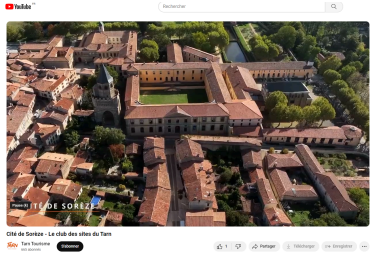 YouTube
Rechercher
CITÉ DE SORÈZE
Cité de Sorèze - Le club des sites du Tarn
Tarn Tourisme
S'abonner
1
Partager
Télécharger
Enregistrer